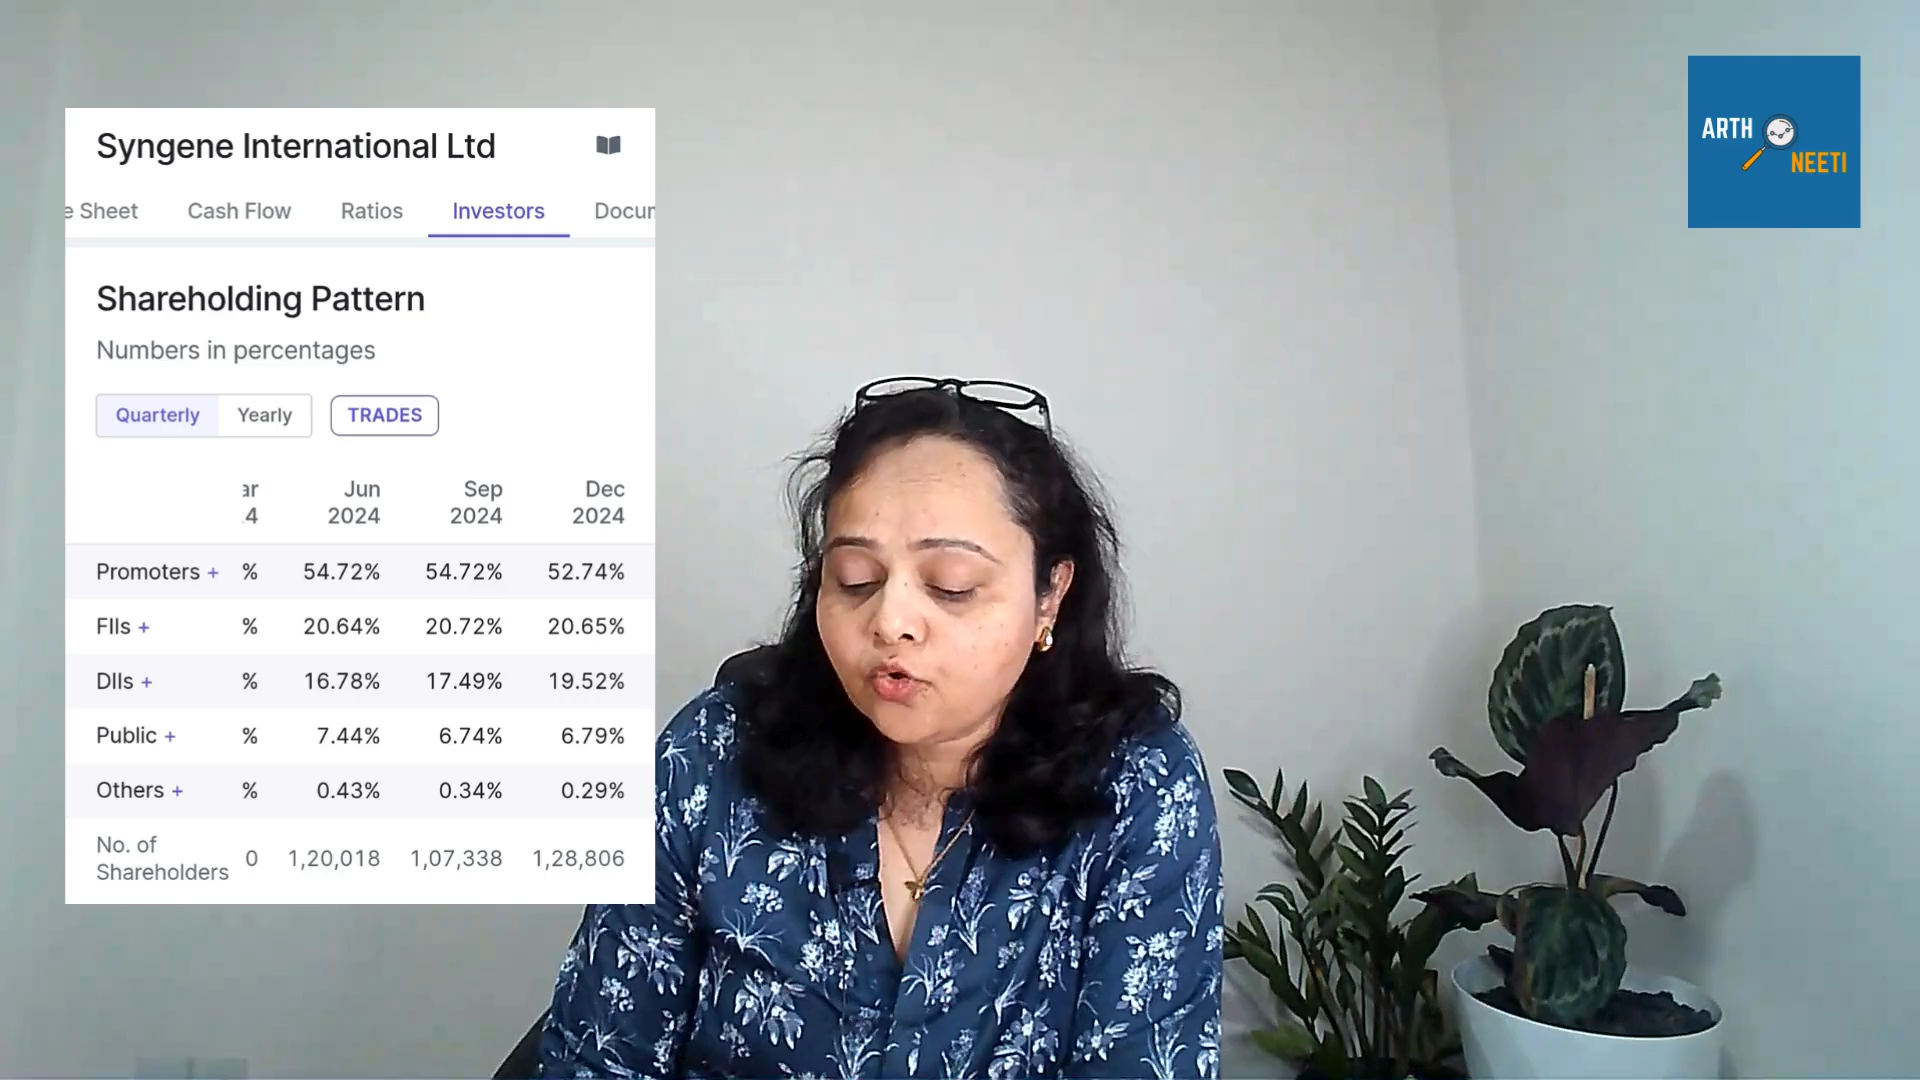 Syngene International Ltd
e Sheet Cash Flow Ratios Investors Docur
Shareholding Pattern
Numbers in percentages
Quarterly Yearly TRADES
ar Jun Sep Dec
.4 2024 2024 2024
Promoters + % 54.72% 54.72% 52.74%
FIIs + % 20.64% 20.72% 20.65%
DIIs + % 16.78% 17.49% 19.52%
Public + % 7.44% 6.74% 6.79%
Others + % 0.43% 0.34% 0.29%
No. of
Shareholders 0 1,20,018 1,07,338 1,28,806
ARTH
NEETI